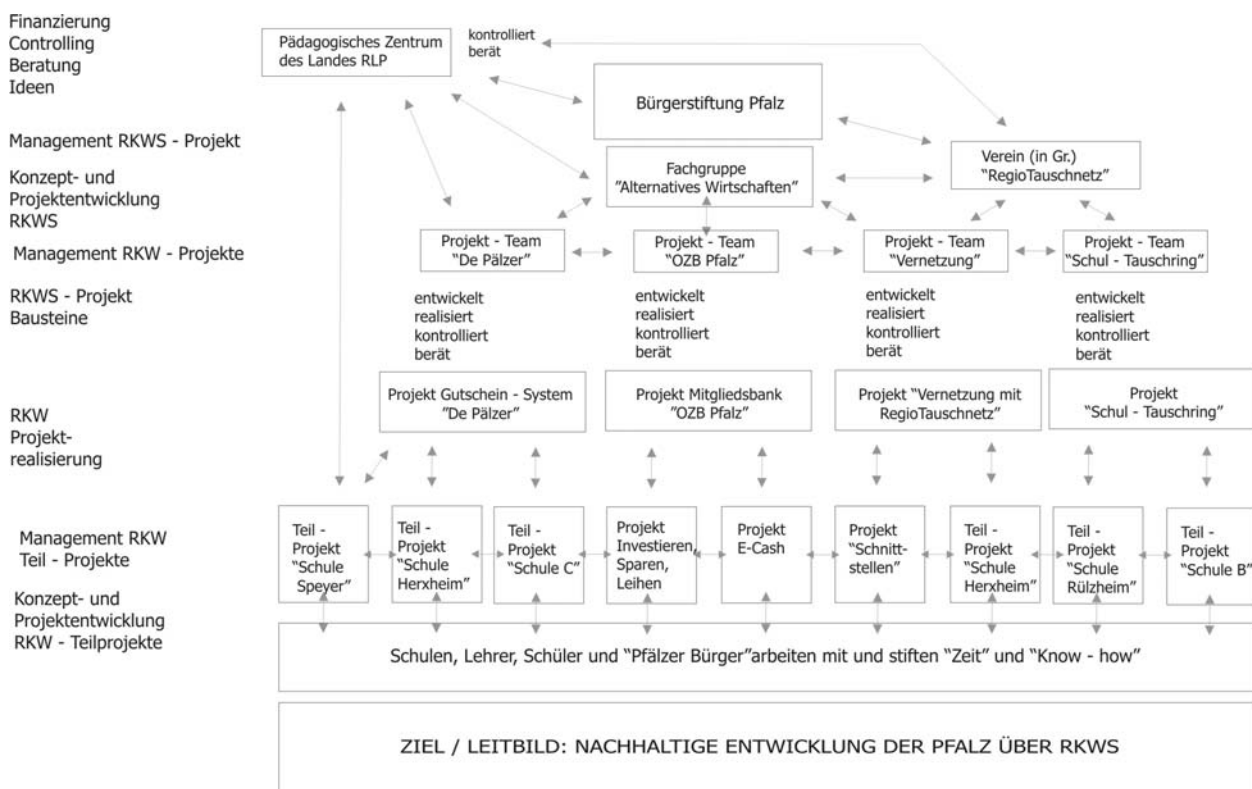 Finanzierung
Controlling
Beratung
Ideen
Pädagogisches Zentrum
des Landes RLP
kontrolliert
berät
Bürgerstiftung Pfalz
Management RKWS - Projekt
Verein (in Gr.)
“RegioTauschnetz”
Fachgruppe
”Alternatives Wirtschaften”
Konzept- und
Projektentwicklung
RKWS
Management RKW - Projekte
Projekt - Team
“De Pälzer”
Projekt - Team
“OZB Pfalz”
Projekt - Team
“Vernetzung”
Projekt - Team
“Schul - Tauschring”
RKWS - Projekt
Bausteine
entwickelt
realisiert
kontrolliert
berät
entwickelt
realisiert
kontrolliert
berät
entwickelt
realisiert
kontrolliert
berät
entwickelt
realisiert
kontrolliert
berät
RKW
Projekt-
realisierung
Projekt Gutschein - System
”De Pälzer”
Projekt Mitgliedsbank
”OZB Pfalz”
Projekt “Vernetzung mit
RegioTauschnetz”
Projekt
“Schul - Tauschring”
Management RKW
Teil - Projekte
Teil -
Projekt
“Schule
Speyer”
Teil -
Projekt
“Schule
Herxheim”
Teil -
Projekt
“Schule C”
Projekt
Investieren,
Sparen,
Leihen
Projekt
E-Cash
Projekt
“Schnitt-
stellen”
Teil -
Projekt
“Schule
Herxheim”
Teil -
Projekt
“Schule
Rülzheim”
Teil -
Projekt
“Schule B”
Konzept- und
Projektentwicklung
RKW - Teilprojekte
Schulen, Lehrer, Schüler und “Pfälzer Bürger”arbeiten mit und stiften “Zeit” und “Know - how”
ZIEL / LEITBILD: NACHHALTIGE ENTWICKLUNG DER PFALZ ÜBER RKWS